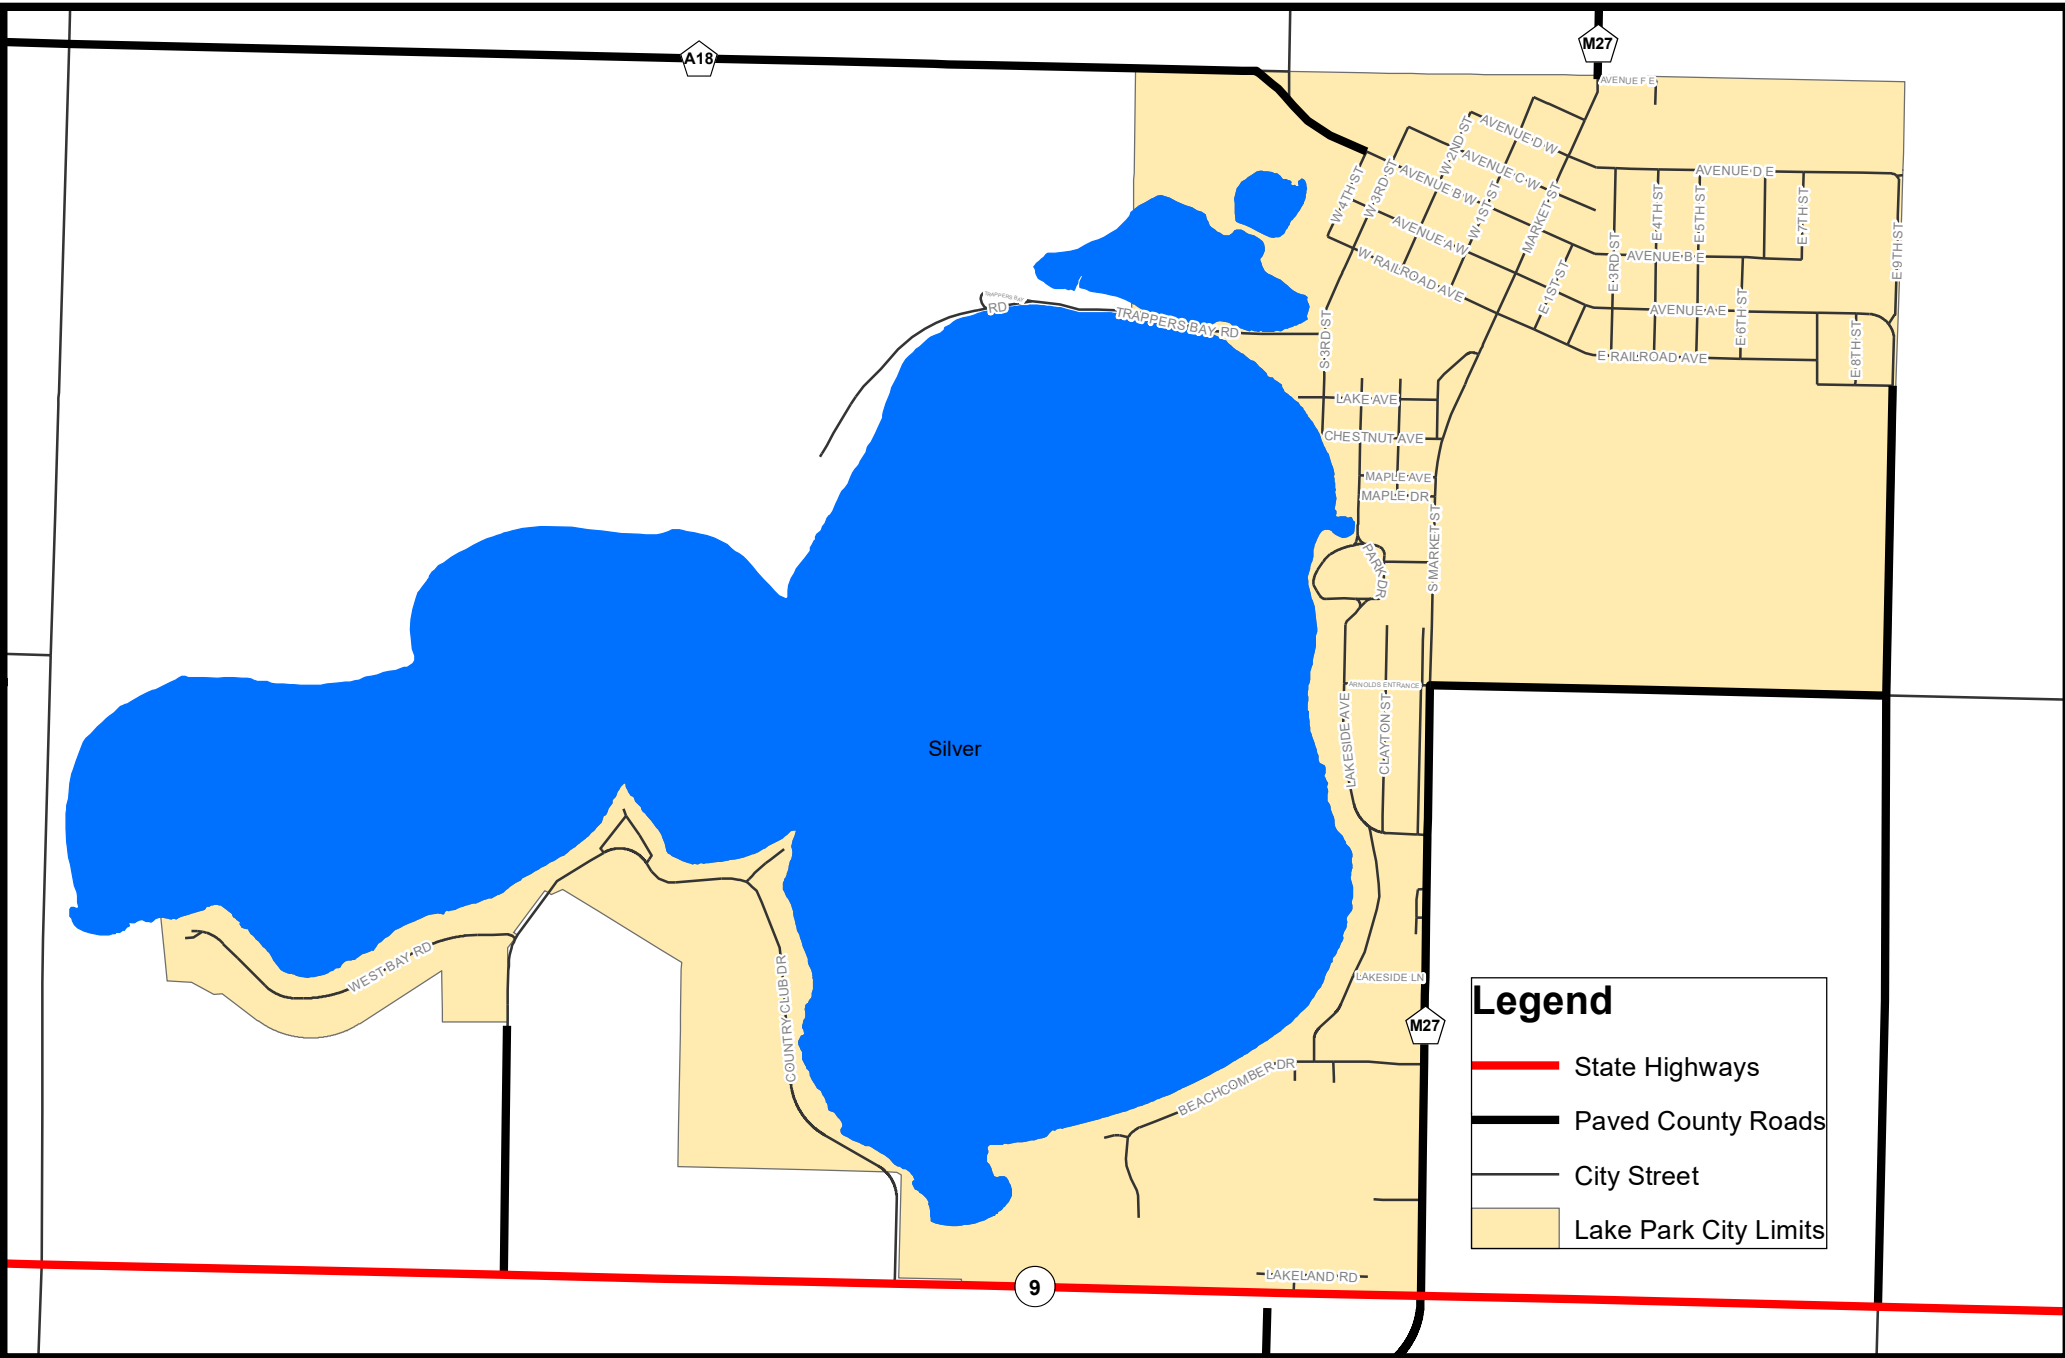 A18
M27
AVENUE F E
AVENUE D W
W 2ND ST
AVENUE C W
AVENUE D E
W 4TH ST
W 3RD ST
AVENUE B W
W 1ST ST
MARKET ST
E 4TH ST
E 5TH ST
E 7TH ST
AVENUE A W
E 3RD ST
AVENUE B E
E 9TH ST
W RAILROAD AVE
E 1ST ST
TRAPPERS BAY
RD
TRAPPERS BAY RD
AVENUE A E
E 6TH ST
S 3RD ST
E RAILROAD AVE
E 8TH ST
LAKE AVE
CHESTNUT AVE
MAPLE AVE
MAPLE DR
S MARKET ST
PARK DR
ARNOLDS ENTRANCE
LAKESIDE AVE
CLAYTON ST
Silver
WEST BAY RD
COUNTRY CLUB DR
LAKESIDE LN
M27
BEACHCOMBER DR
Legend
State Highways
Paved County Roads
City Street
Lake Park City Limits
LAKELAND RD
9